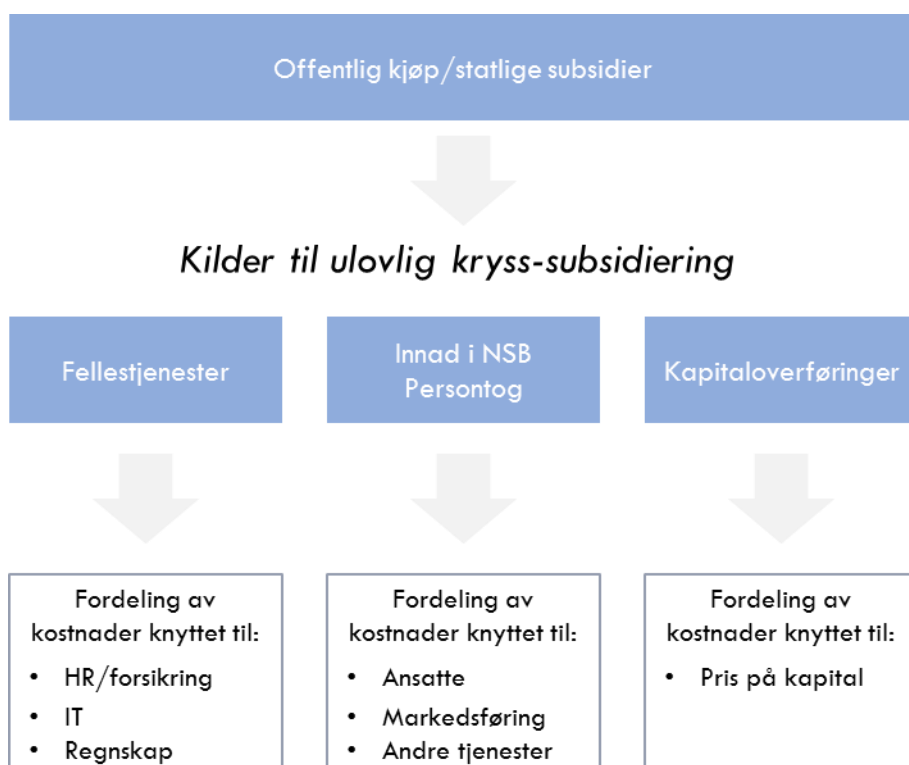 Offentlig kjøp/statlige subsidier
Kilder til ulovlig kryss-subsidiering
Fellestjenester
Innad i NSB
Persontog
Kapitaloverføringer
Fordeling av
kostnader knyttet til:
• HR/forsikring
• IT
• Regnskap
Fordeling av
kostnader knyttet til:
• Ansatte
• Markedsføring
• Andre tjenester
Fordeling av
kostnader knyttet til:
• Pris på kapital